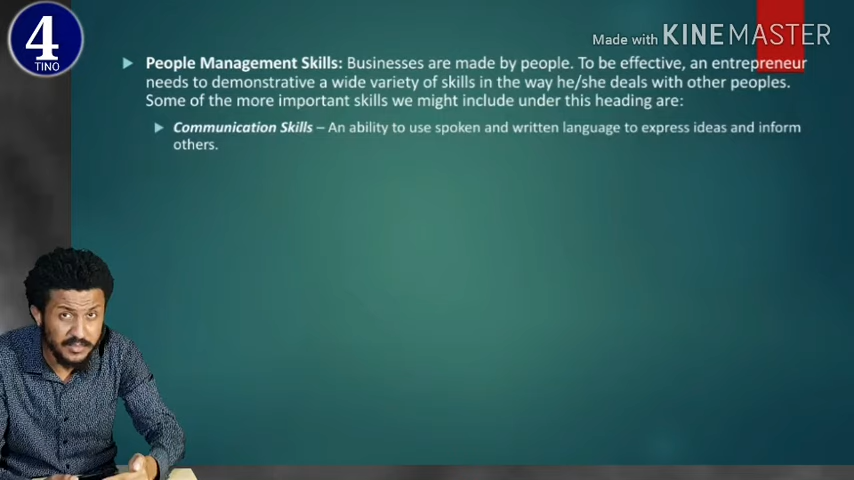 4
TINO
Made with KINEMASTER
People Management Skills: Businesses are made by people. To be effective, an entrepreneur
needs to demonstrative a wide variety of skills in the way he/she deals with other peoples.
Some of the more important skills we might include under this heading are:
Communication Skills – An ability to use spoken and written language to express ideas and inform
others.